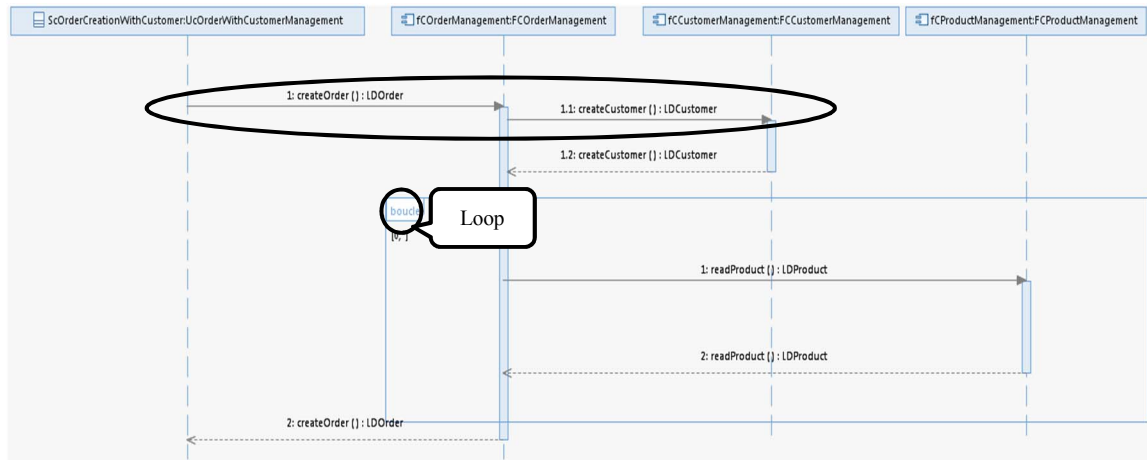 ScOrderCreationWithCustomer:UcOrderWithCustomerManagement
fCOrderManagement:FCOrderManagement
fCCustomerManagement:FCCustomerManagement
fCProductManagement:FCProductManagement
1: createOrder ( ) : LDOrder
1.1: createCustomer ( ) : LDCustomer
1.2: createCustomer ( ) : LDCustomer
boucle
Loop
1: readProduct ( ) : LDProduct
2: readProduct ( ) : LDProduct
2: createOrder ( ) : LDOrder